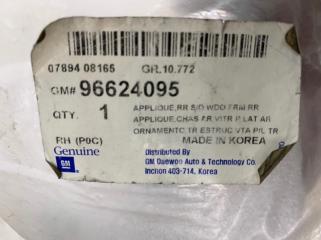 07894 08165 GR.10.772
GM# 96624095
QTY. 1
APPLIQUE,RR S/D WDO FRM RR
APPLIQUE,CHAS AR VITR P LAT AR
ORNAMENTO,TR ESTRUC VTA P/L TR
RH (P0C) MADE IN KOREA
Genuine
GM
Distributed By
GM Daewoo Auto & Technology Co.
Inchon 403-714, Korea